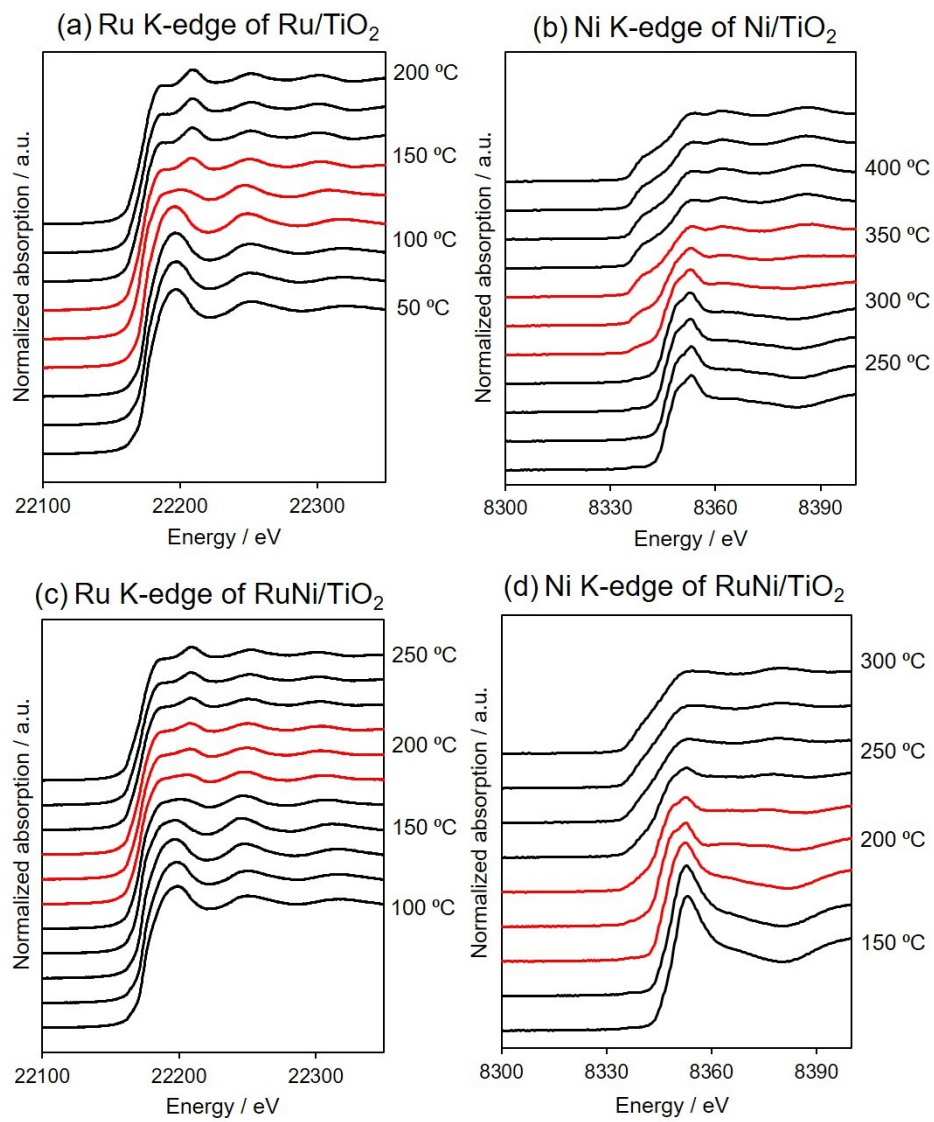 (a) Ru K-edge of Ru/TiO₂
Normalized absorption / a.u.
200 ºC
150 ºC
100 ºC
50 ºC
22100 22200 22300
Energy / eV
(b) Ni K-edge of Ni/TiO₂
Normalized absorption / a.u.
400 ºC
350 ºC
300 ºC
250 ºC
8300 8330 8360 8390
Energy / eV
(c) Ru K-edge of RuNi/TiO₂
Normalized absorption / a.u.
250 ºC
200 ºC
150 ºC
100 ºC
22100 22200 22300
Energy / eV
(d) Ni K-edge of RuNi/TiO₂
Normalized absorption / a.u.
300 ºC
250 ºC
200 ºC
150 ºC
8300 8330 8360 8390
Energy / eV